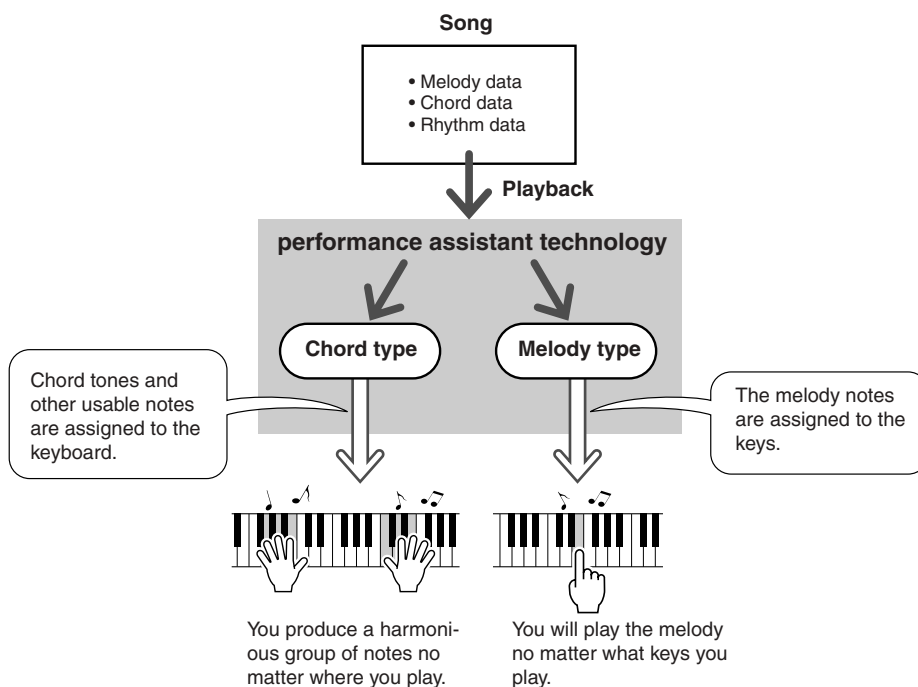 Song
• Melody data
• Chord data
• Rhythm data
Playback
performance assistant technology
Chord type
Melody type
Chord tones and
other usable notes
are assigned to the
keyboard.
The melody notes
are assigned to the
keys.
You produce a harmoni-
ious group of notes no
matter where you play.
You will play the melody
no matter what keys you
play.